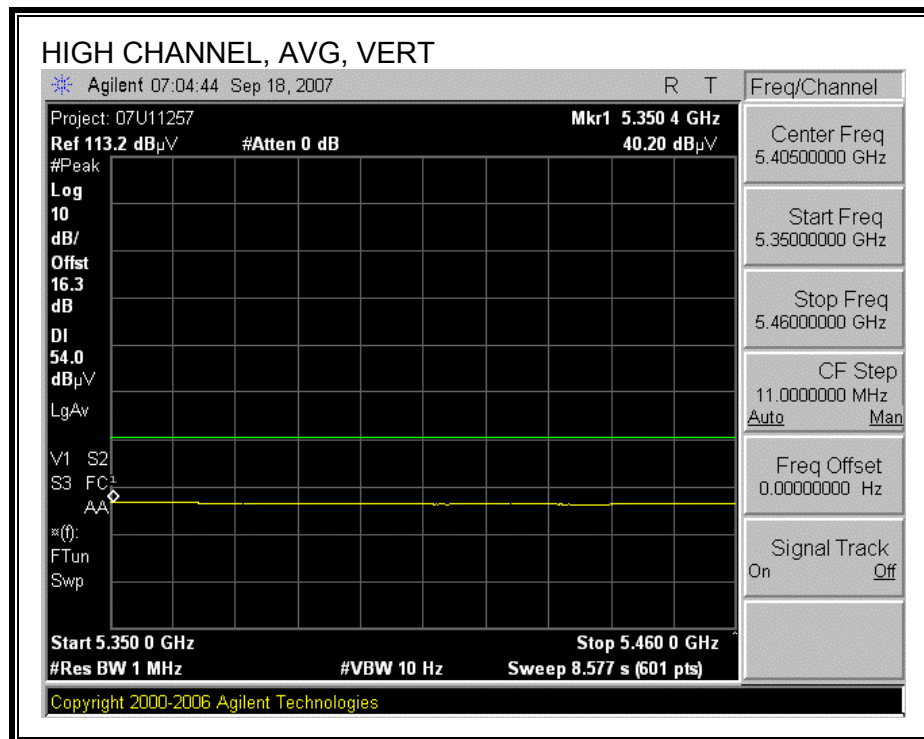 HIGH CHANNEL, AVG, VERT
Agilent 07:04:44 Sep 18, 2007 R T
Project: 07U11257 Mkr1 5.350 4 GHz
Ref 113.2 dBµV #Atten 0 dB 40.20 dBµV
#Peak
Log
10
dB/
Offst
16.3
dB
DI
54.0
dBµV
LgAv
V1 S2
S3 FC
AA
¤(f):
FTun
Swp
1
Start 5.350 0 GHz Stop 5.460 0 GHz
#Res BW 1 MHz #VBW 10 Hz Sweep 8.577 s (601 pts)
Freq/Channel
Center Freq
5.40500000 GHz
Start Freq
5.35000000 GHz
Stop Freq
5.46000000 GHz
CF Step
11.0000000 MHz
Auto Man
Freq Offset
0.00000000 Hz
Signal Track
On Off
Copyright 2000-2006 Agilent Technologies